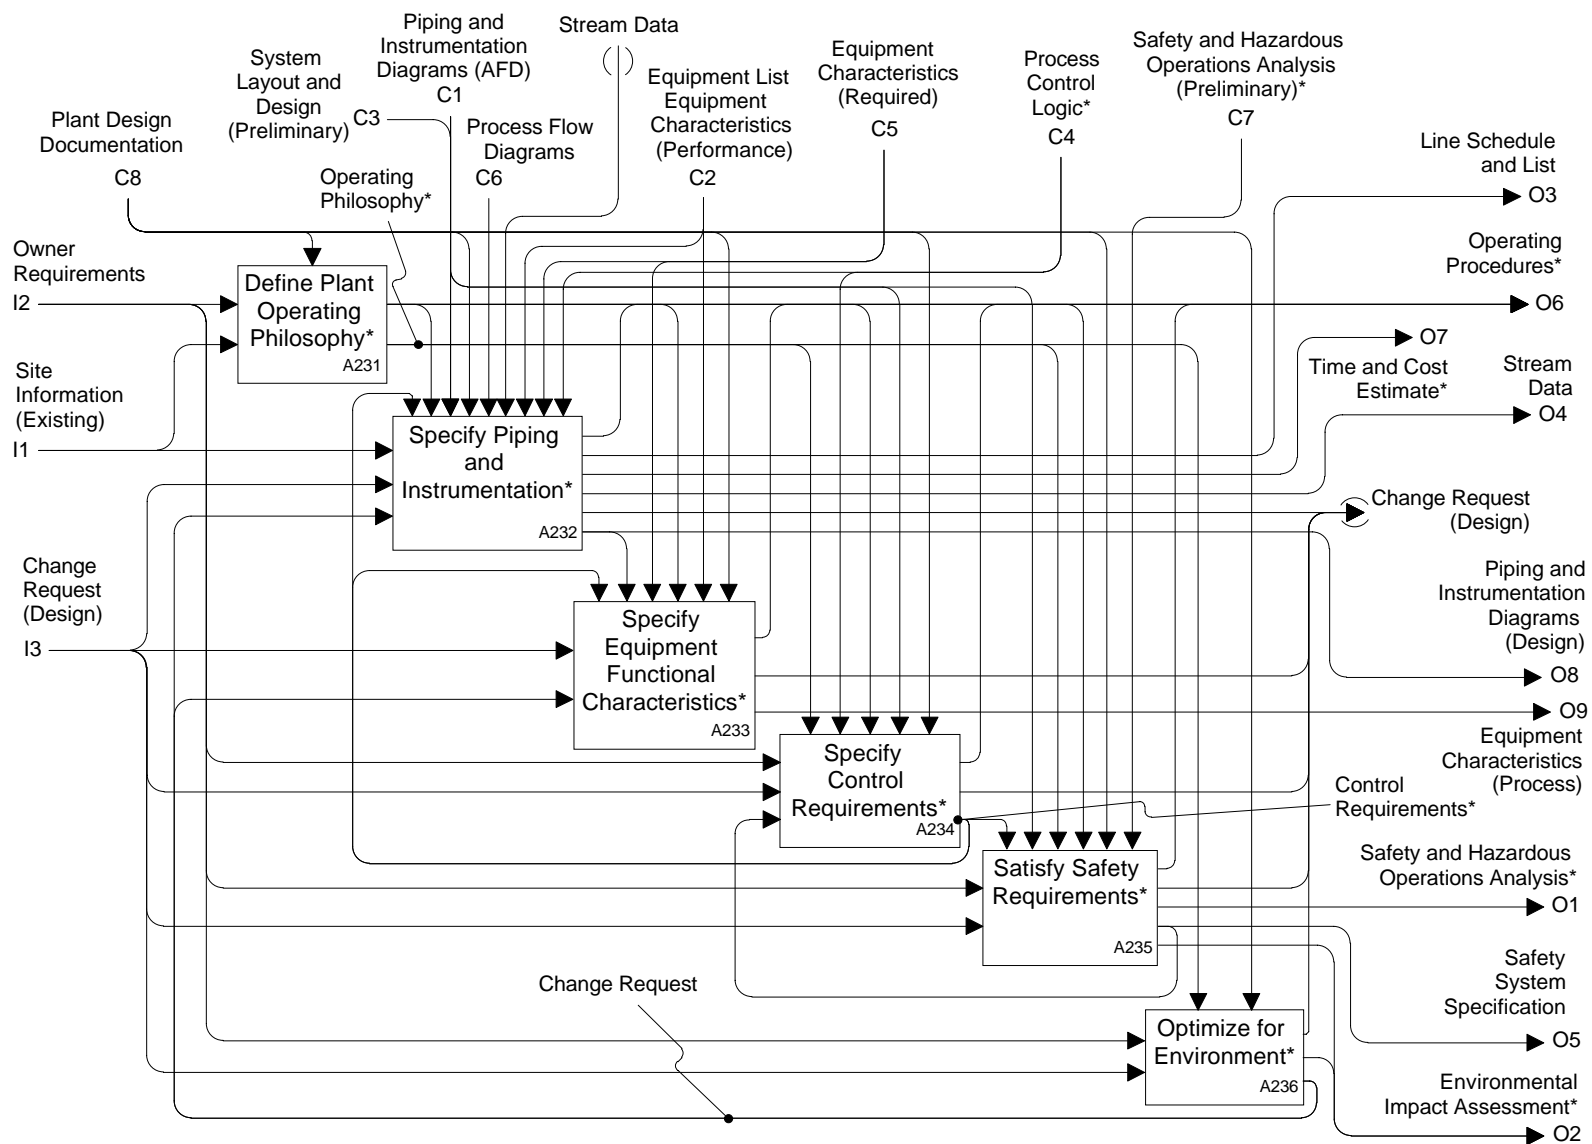 Piping and
Instrumentation
Diagrams (AFD)
C1
Stream Data
System
Layout and
Design
(Preliminary)
C3
Equipment List
Equipment
Characteristics
(Performance)
C2
Equipment
Characteristics
(Required)
C5
Process
Control
Logic*
C4
Safety and Hazardous
Operations Analysis
(Preliminary)*
C7
Plant Design
Documentation
C8
Operating
Philosophy*
Process Flow
Diagrams
C6
Line Schedule
and List
O3
Owner
Requirements
I2
Operating
Procedures*
O6
Define Plant
Operating
Philosophy*
A231
O7
Time and Cost
Estimate*
Stream
Data
O4
Site
Information
(Existing)
I1
Specify Piping
and
Instrumentation*
A232
Change Request
(Design)
Change
Request
(Design)
I3
Piping and
Instrumentation
Diagrams
(Design)
O8
Specify
Equipment
Functional
Characteristics*
A233
O9
Equipment
Characteristics
(Process)
Specify
Control
Requirements*
A234
Control
Requirements*
Satisfy Safety
Requirements*
A235
Safety and Hazardous
Operations Analysis*
O1
Change Request
Safety
System
Specification
O5
Optimize for
Environment*
A236
Environmental
Impact Assessment*
O2